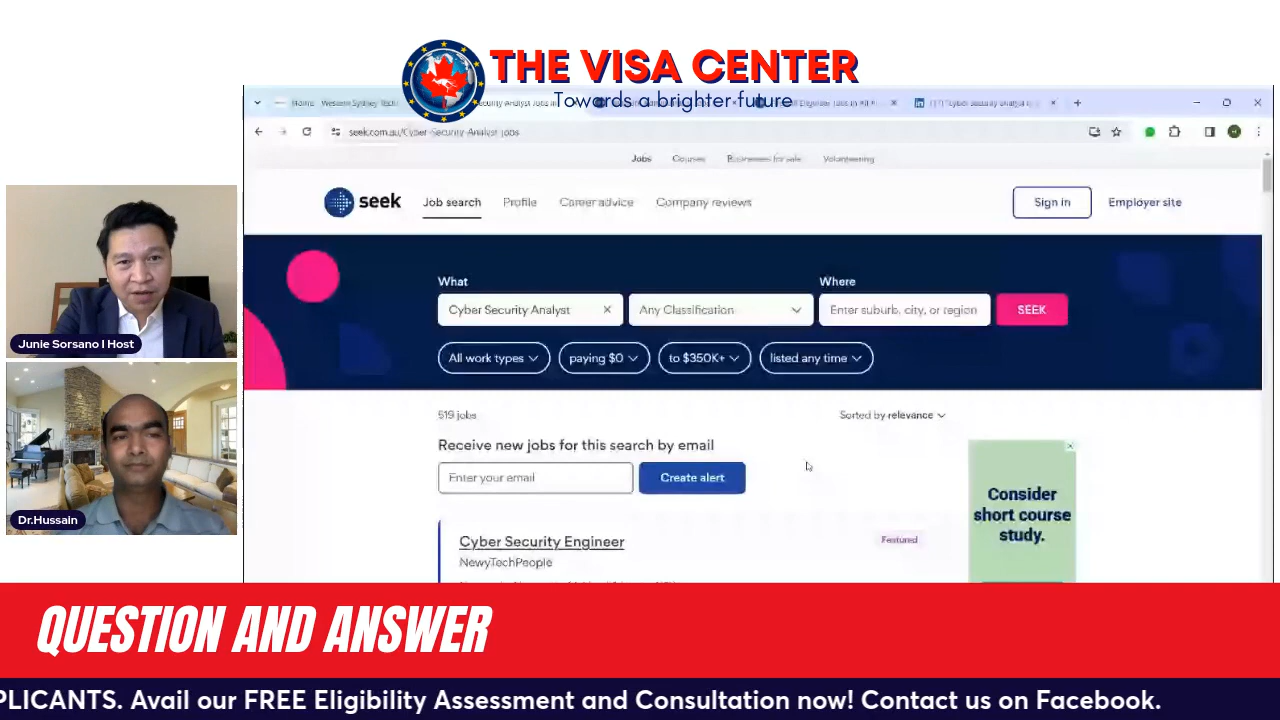 THE VISA CENTER
Towards a brighter future
Home
seek.com.au/Cyber-Security-Analyst-jobs
Jobs Courses Businesses for sale Volunteering
seek Job search Profile Career advice Company reviews Sign in Employer site
What Where
Cyber Security Analyst Any Classification Enter suburb, city, or region SEEK
All work types paying $0 to $350K+ listed any time
519 jobs Sorted by relevance
Receive new jobs for this search by email
Enter your email Create alert
Consider
short course
study.
Cyber Security Engineer Featured
NewyTechPeople
Junie Sorsano I Host
Dr.Hussain
QUESTION AND ANSWER
PLICANTS. Avail our FREE Eligibility Assessment and Consultation now! Contact us on Facebook.